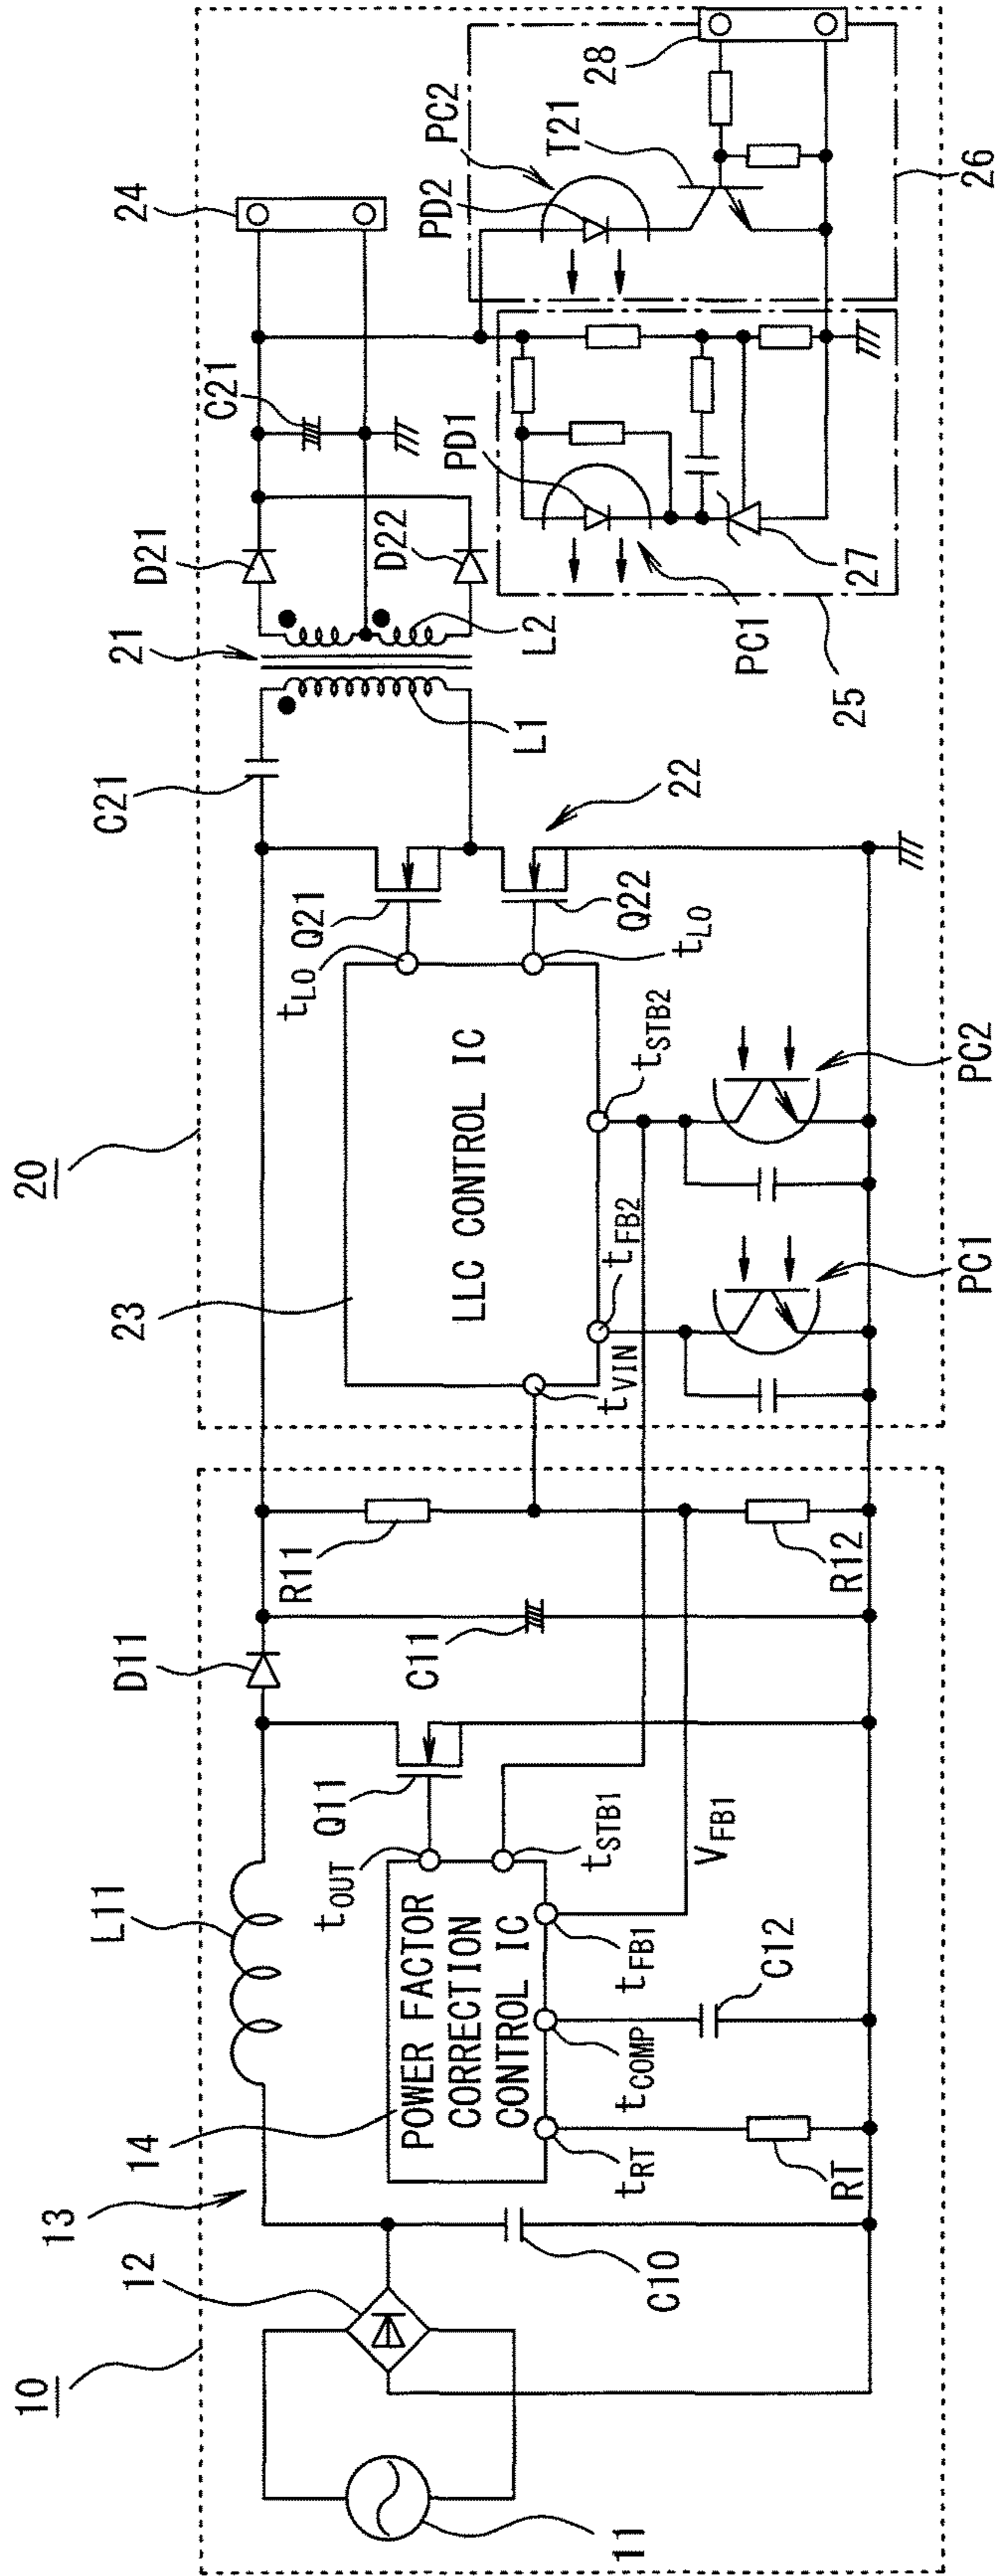 10
11
12
13
L11
D11
14
POWER FACTOR
CORRECTION
CONTROL IC
tOUT
Q11
tSTB1
tFB1
tCOMP
tRT
VFB1
C10
RT
C12
C11
R11
R12
20
23
LLC CONTROL IC
tVIN
tFB2
tSTB2
tLO
tLO
Q21
Q22
22
PC1
PC2
C21
21
L1
L2
D21
D22
C21
24
PD1
PC1
27
25
PD2
PC2
T21
28
26